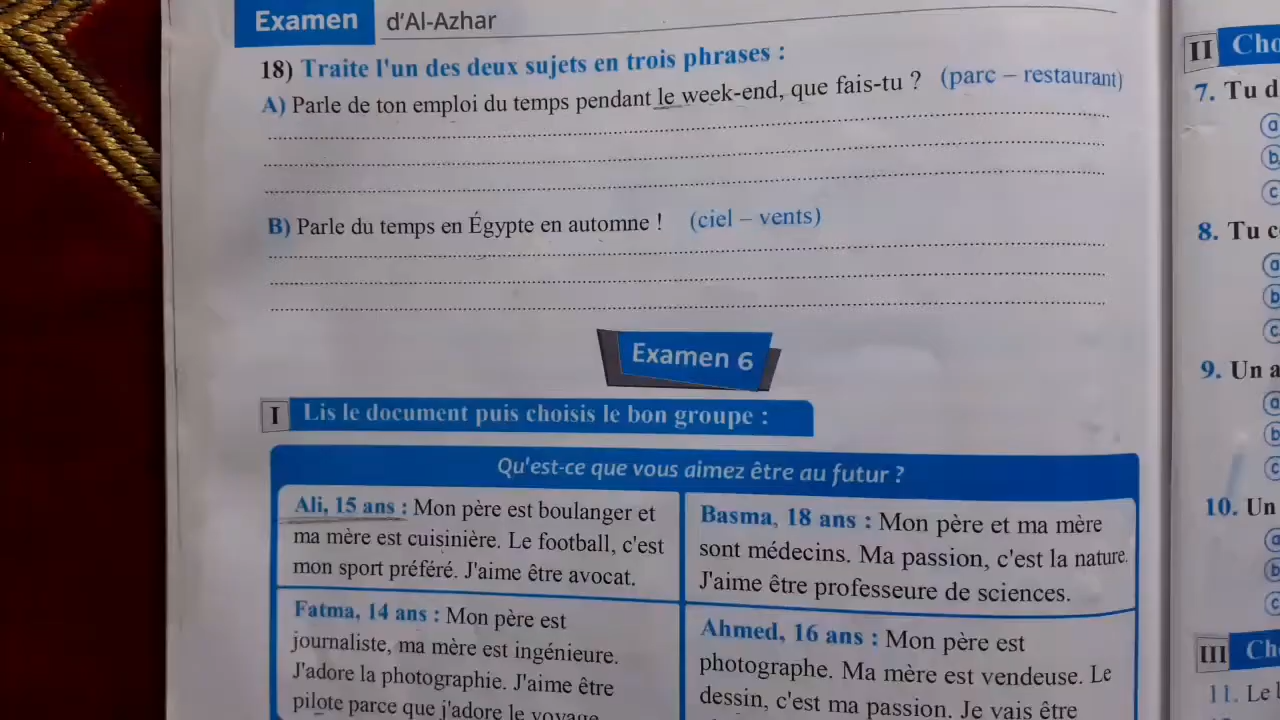 Examen d'Al-Azhar
18) Traite l'un des deux sujets en trois phrases :
A) Parle de ton emploi du temps pendant le week-end, que fais-tu ? (parc – restaurant)
B) Parle du temps en Égypte en automne ! (ciel – vents)
Examen 6
I Lis le document puis choisis le bon groupe :
Qu'est-ce que vous aimez être au futur ?
Ali, 15 ans : Mon père est boulanger et
ma mère est cuisinière. Le football, c'est
mon sport préféré. J'aime être avocat.
Basma, 18 ans : Mon père et ma mère
sont médecins. Ma passion, c'est la nature.
J'aime être professeure de sciences.
Fatma, 14 ans : Mon père est
journaliste, ma mère est ingénieure.
J'adore la photographie. J'aime être
pilote parce que j'adore le voyage
Ahmed, 16 ans : Mon père est
photographe. Ma mère est vendeuse. Le
dessin, c'est ma passion. Je vais être
II
7. Tu
a
b
c
8. Tu
a
b
c
9. Un
a
b
c
10. Un
a
b
c
III
11. Le